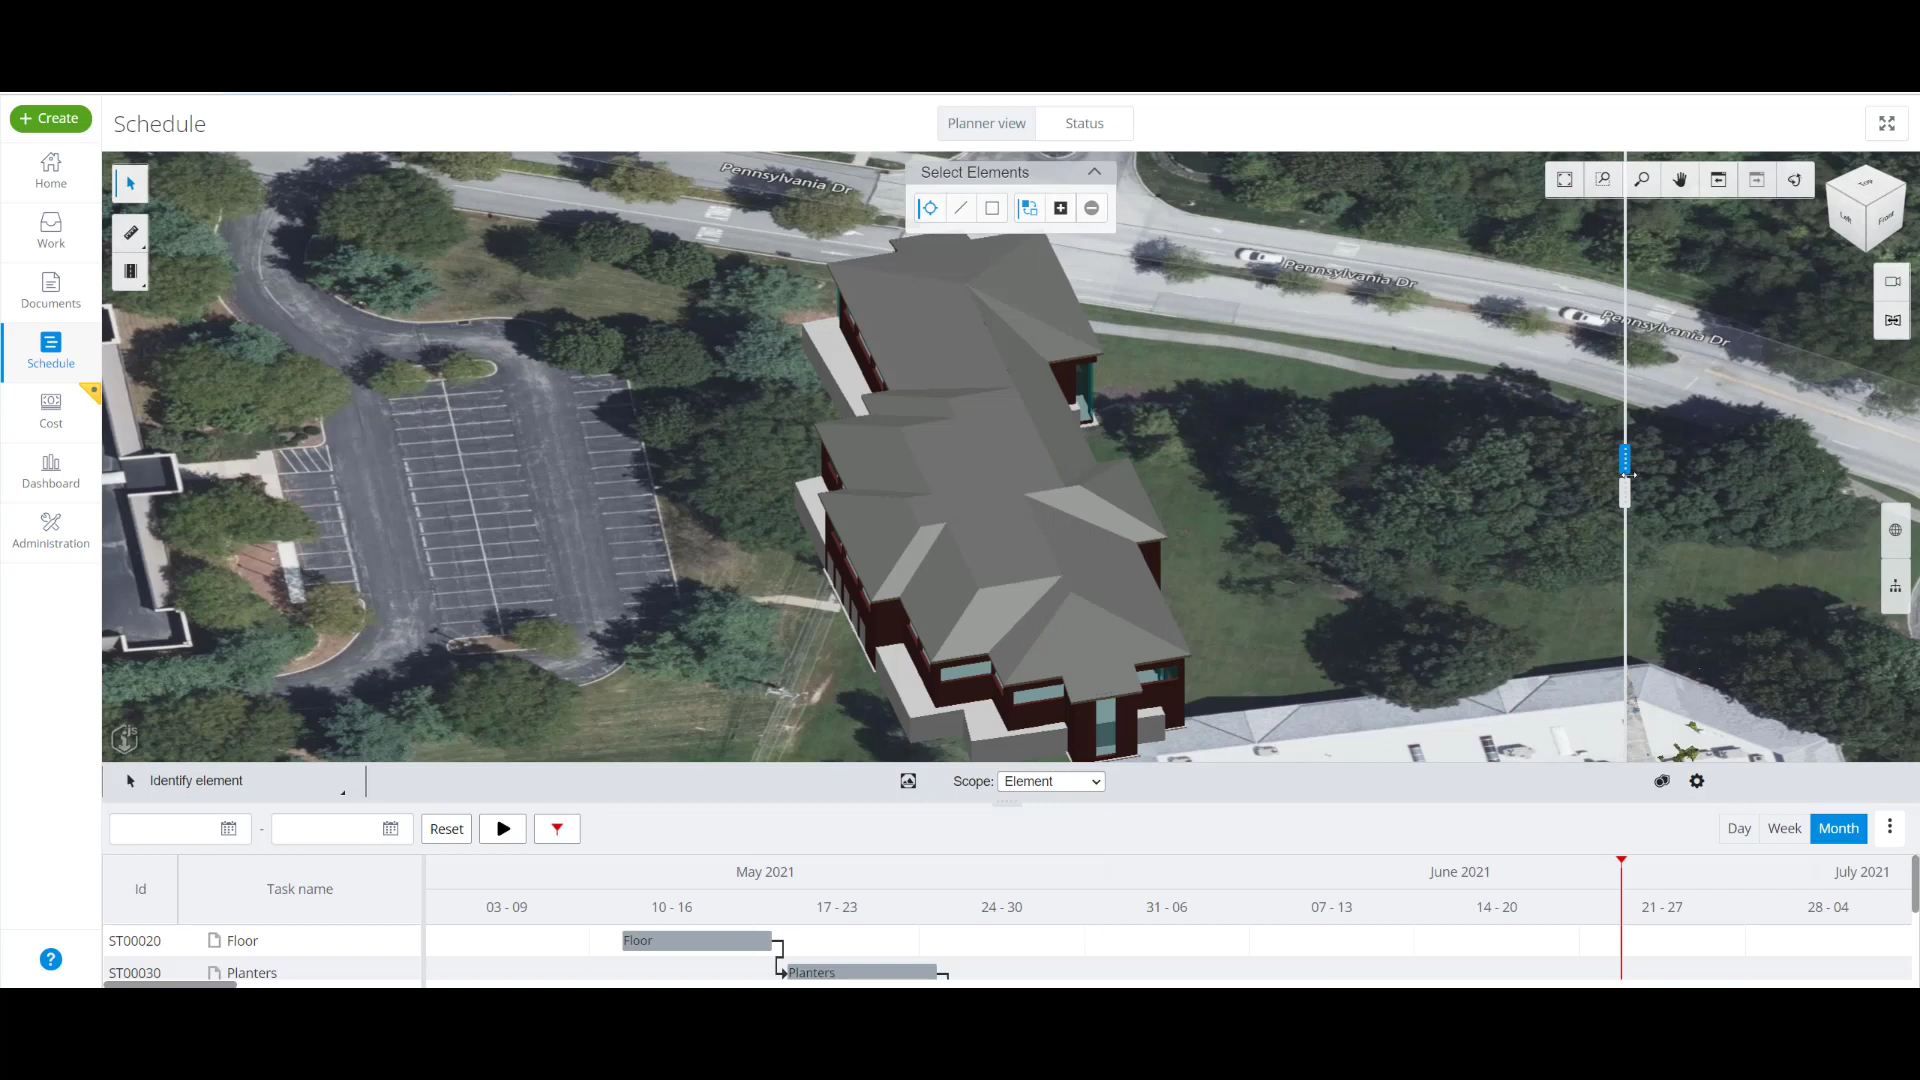 Create
Schedule
Planner view
Status
Home
Work
Documents
Schedule
Cost
Dashboard
Administration
Select Elements
Pennsylvania Dr
Pennsylvania Dr
Pennsylvania Dr
Top
Left
Front
Identify element
Scope: Element
- Reset
Day Week Month
Id Task name
May 2021 June 2021 July 2021
03 - 09 10 - 16 17 - 23 24 - 30 31 - 06 07 - 13 14 - 20 21 - 27 28 - 04
ST00020 Floor Floor
ST00030 Planters Planters
?